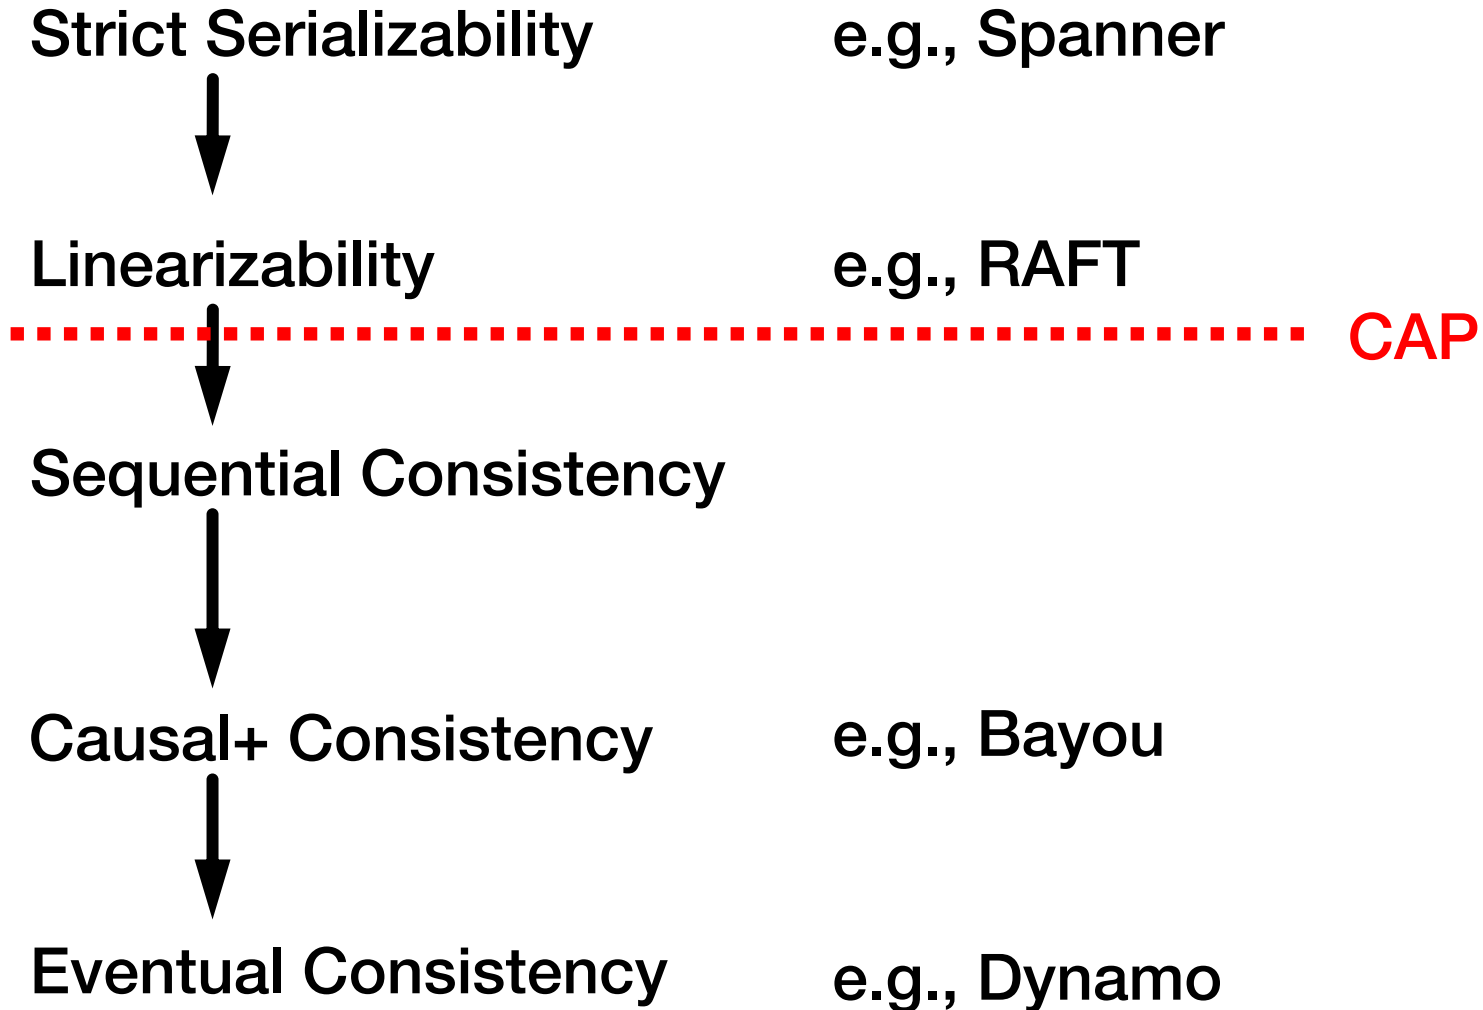 Strict Serializability e.g., Spanner
Linearizability e.g., RAFT
CAP
Sequential Consistency
Causal+ Consistency e.g., Bayou
Eventual Consistency e.g., Dynamo